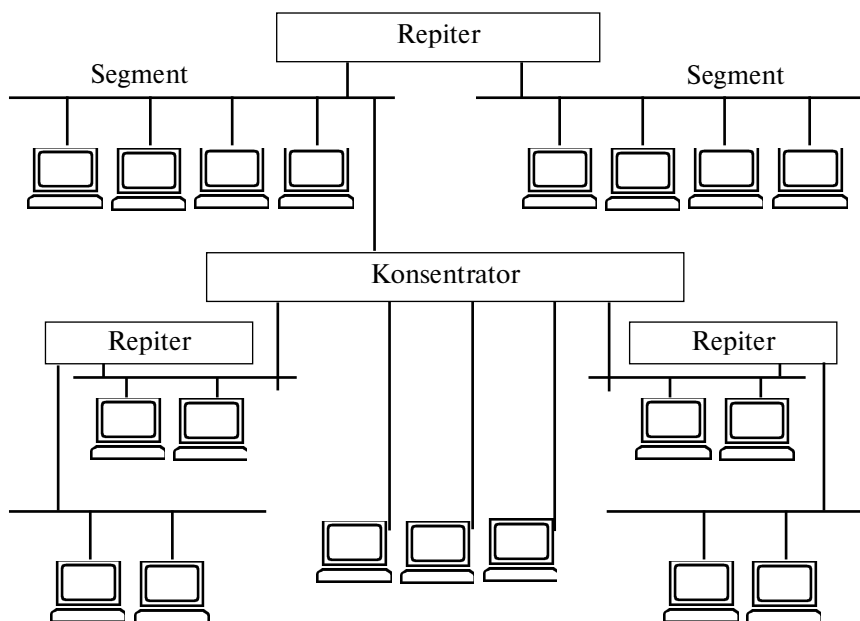 Repiter
Segment
Segment
Konsentrator
Repiter
Repiter